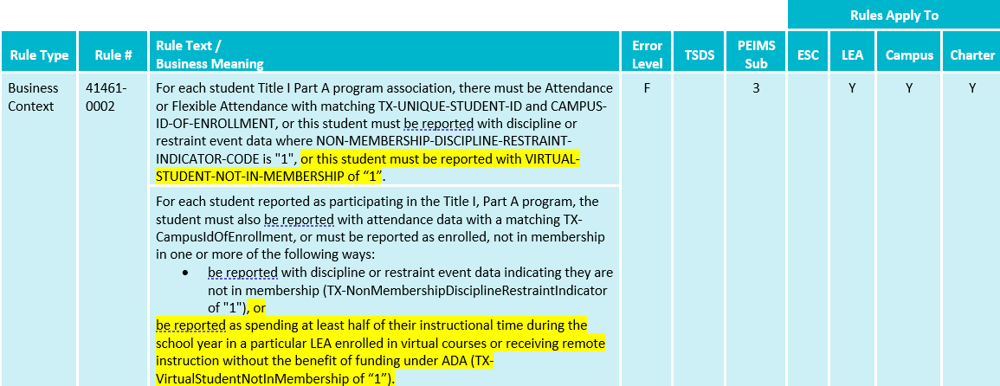 Rules Apply To
Rule Type
Rule #
Rule Text /
Business Meaning
Error
Level
TSDS
PEIMS
Sub
ESC
LEA
Campus
Charter
Business
Context
41461-
0002
For each student Title I Part A program association, there must be Attendance
or Flexible Attendance with matching TX-UNIQUE-STUDENT-ID and CAMPUS-
ID-OF-ENROLLMENT, or this student must be reported with discipline or
restraint event data where NON-MEMBERSHIP-DISCIPLINE-RESTRAINT-
INDICATOR-CODE is "1", or this student must be reported with VIRTUAL-
STUDENT-NOT-IN-MEMBERSHIP of “1”.
F
3
Y
Y
Y
For each student reported as participating in the Title I, Part A program, the
student must also be reported with attendance data with a matching TX-
CampusIdOfEnrollment, or must be reported as enrolled, not in membership
in one or more of the following ways:
• be reported with discipline or restraint event data indicating they are
not in membership (TX-NonMembershipDisciplineRestraintIndicator
of "1"), or
be reported as spending at least half of their instructional time during the
school year in a particular LEA enrolled in virtual courses or receiving remote
instruction without the benefit of funding under ADA (TX-
VirtualStudentNotInMembership of “1”).